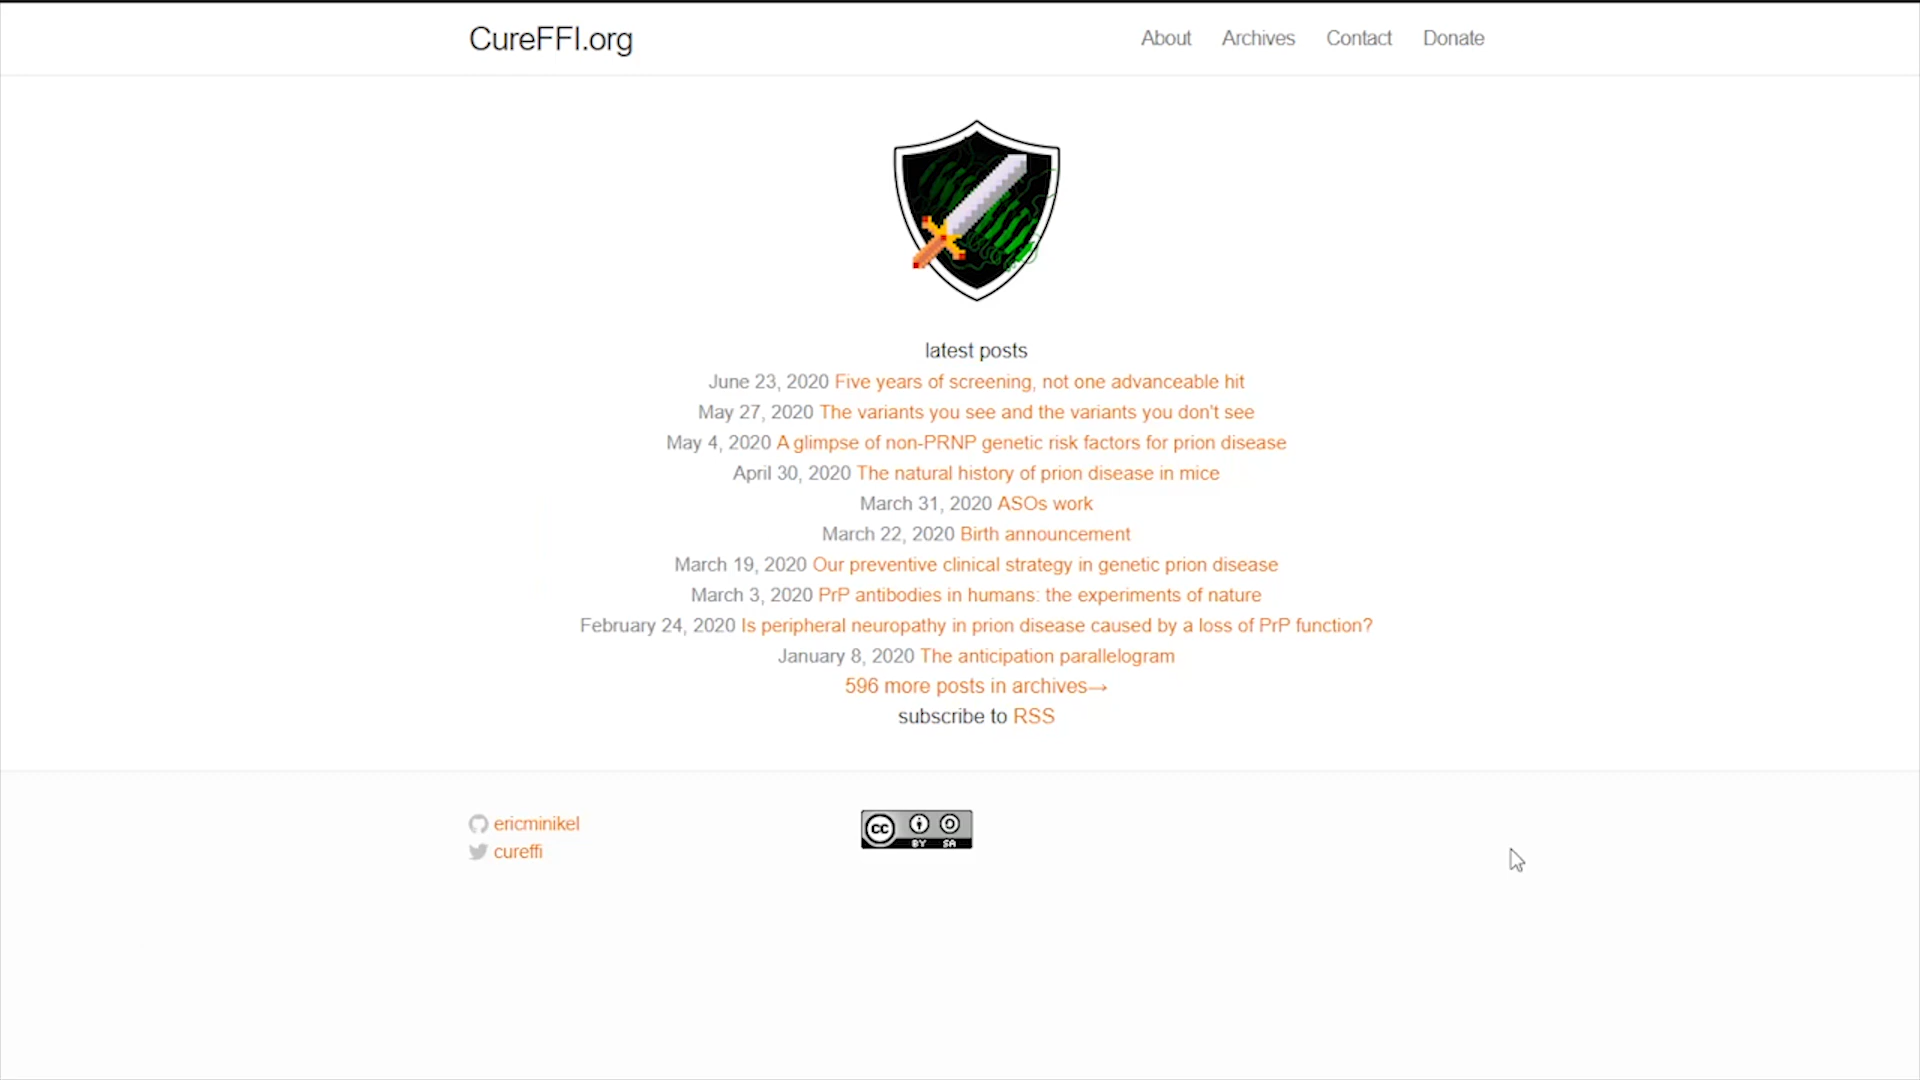 CureFFI.org
About Archives Contact Donate
latest posts
June 23, 2020 Five years of screening, not one advanceable hit
May 27, 2020 The variants you see and the variants you don't see
May 4, 2020 A glimpse of non-PRNP genetic risk factors for prion disease
April 30, 2020 The natural history of prion disease in mice
March 31, 2020 ASOs work
March 22, 2020 Birth announcement
March 19, 2020 Our preventive clinical strategy in genetic prion disease
March 3, 2020 PrP antibodies in humans: the experiments of nature
February 24, 2020 Is peripheral neuropathy in prion disease caused by a loss of PrP function?
January 8, 2020 The anticipation parallelogram
596 more posts in archives→
subscribe to RSS
ericminikel
cureffi
cc
BY SA